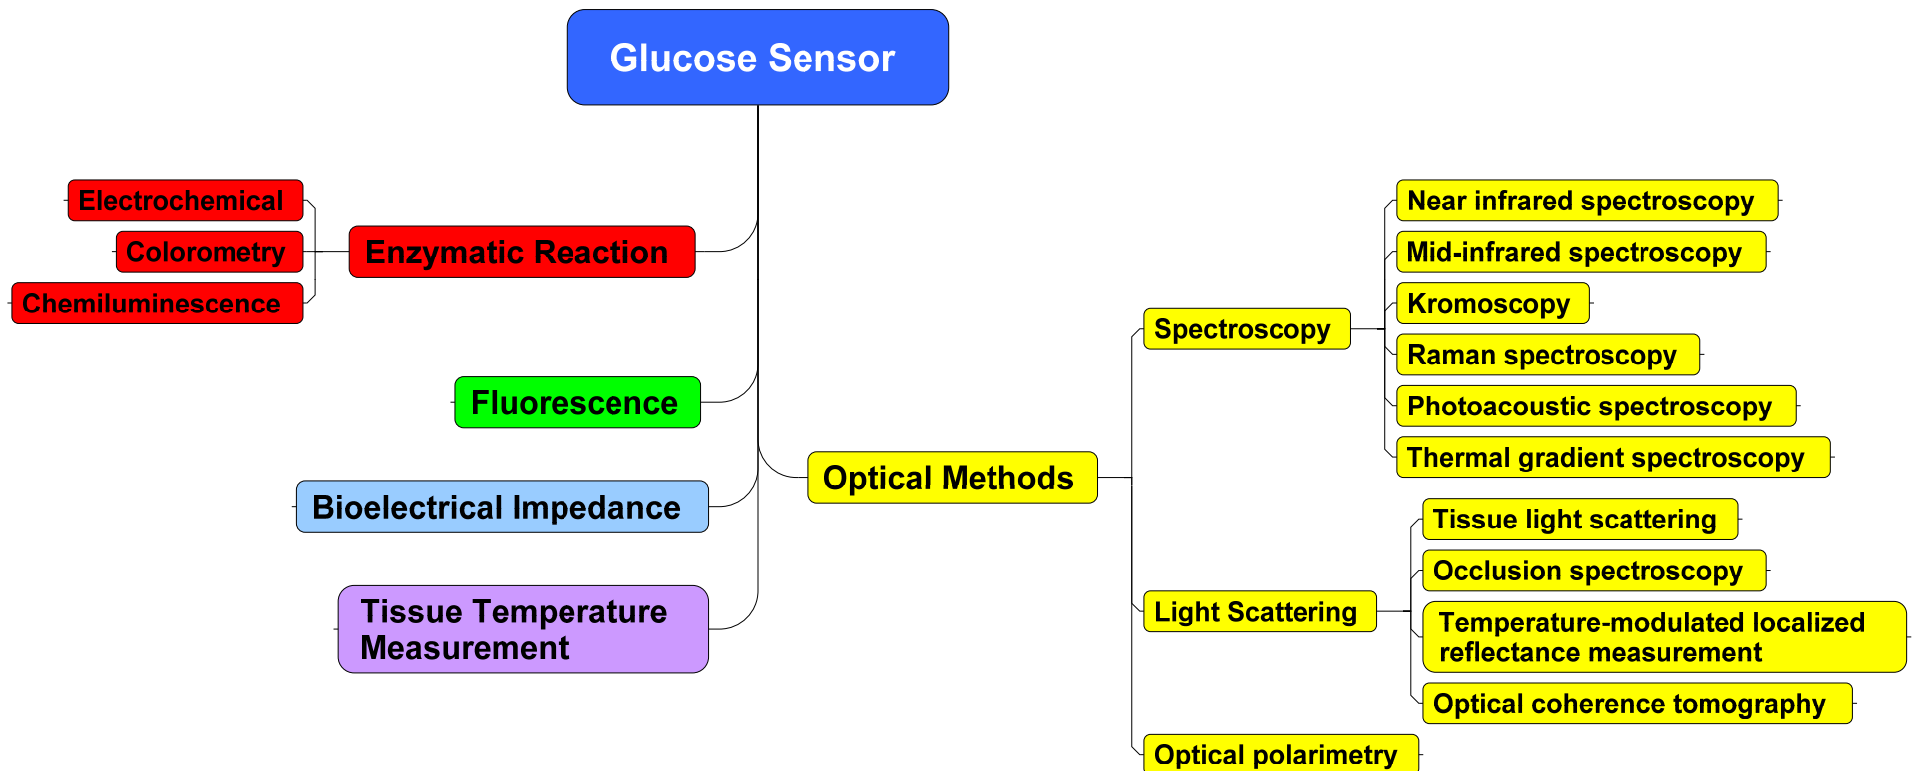 Glucose Sensor
Electrochemical
Colorometry
Chemiluminescence
Enzymatic Reaction
Fluorescence
Bioelectrical Impedance
Tissue Temperature
Measurement
Optical Methods
Spectroscopy
Near infrared spectroscopy
Mid-infrared spectroscopy
Kromoscopy
Raman spectroscopy
Photoacoustic spectroscopy
Thermal gradient spectroscopy
Light Scattering
Tissue light scattering
Occlusion spectroscopy
Temperature-modulated localized
reflectance measurement
Optical coherence tomography
Optical polarimetry